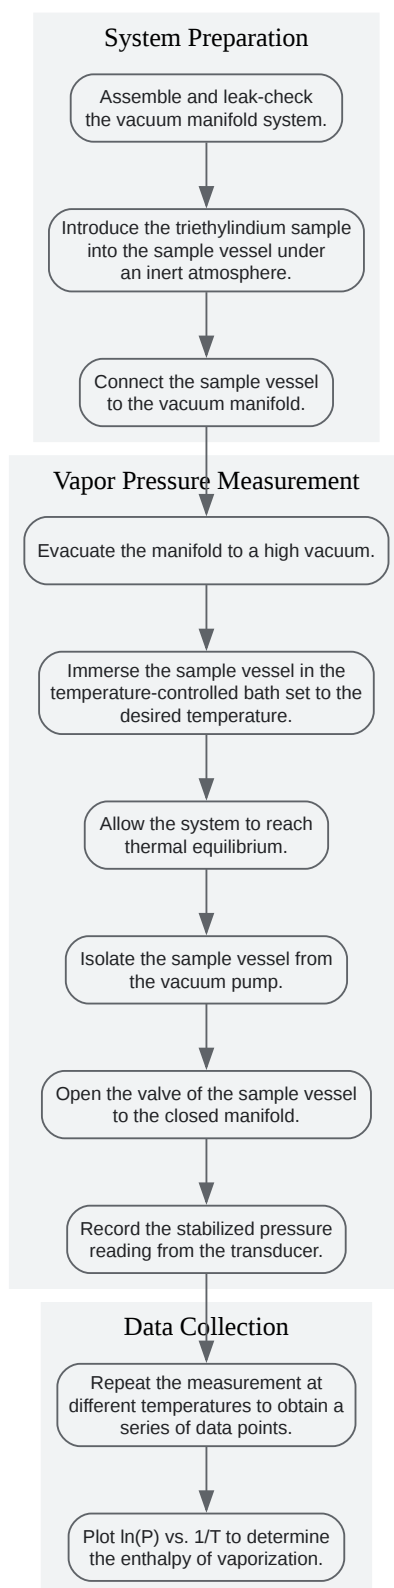 System Preparation
Assemble and leak-check
the vacuum manifold system.
Introduce the triethylindium sample
into the sample vessel under
an inert atmosphere.
Connect the sample vessel
to the vacuum manifold.
Vapor Pressure Measurement
Evacuate the manifold to a high vacuum.
Immerse the sample vessel in the
temperature-controlled bath set to the
desired temperature.
Allow the system to reach
thermal equilibrium.
Isolate the sample vessel from
the vacuum pump.
Open the valve of the sample vessel
to the closed manifold.
Record the stabilized pressure
reading from the transducer.
Data Collection
Repeat the measurement at
different temperatures to obtain a
series of data points.
Plot ln(P) vs. 1/T to determine
the enthalpy of vaporization.